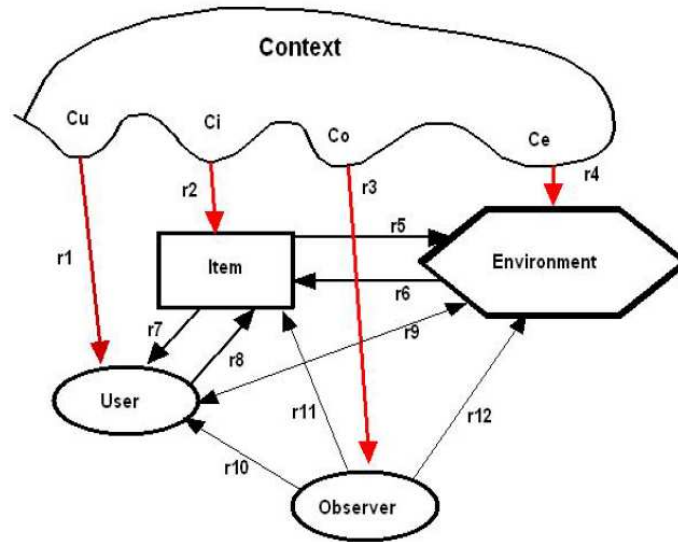 Context
Cu
Ci
Co
Ce
r1
r2
r3
r4
r5
Item
Environment
r6
r7
r8
r9
User
r11
r12
r10
Observer